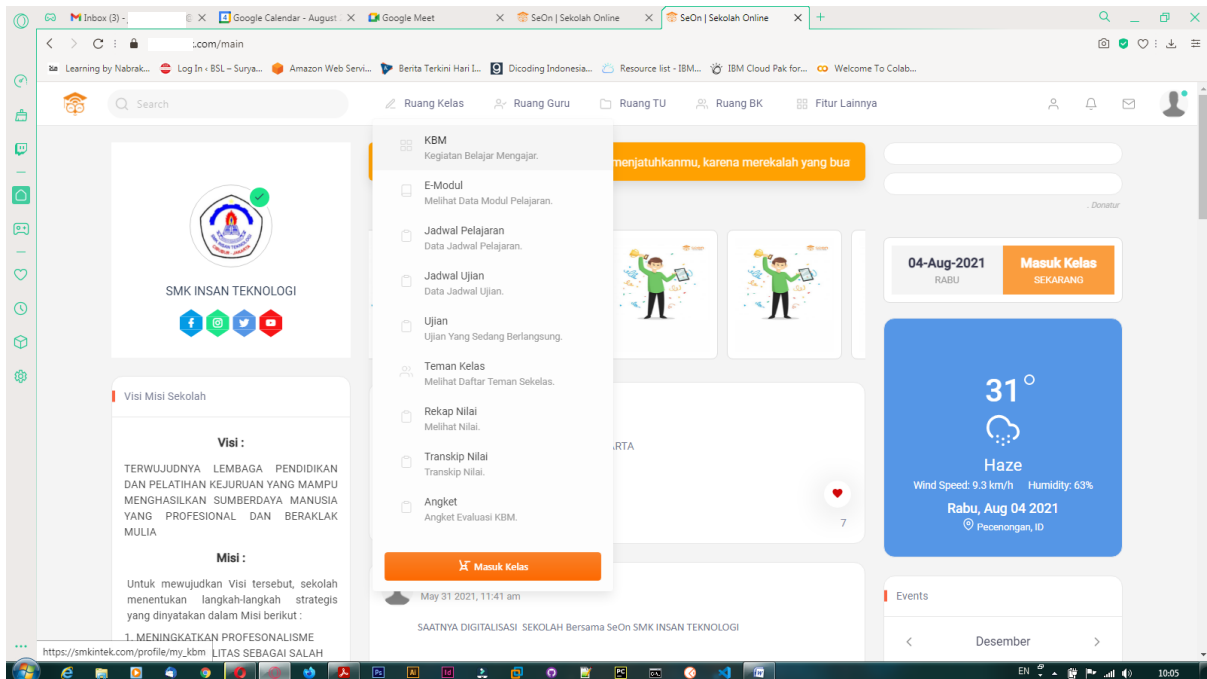 Inbox (3) -
Google Calendar - August
Google Meet
SeOn | Sekolah Online
SeOn | Sekolah Online
.com/main
Learning by Nabrak...
Log In ‹ BSL – Surya...
Amazon Web Servi...
Berita Terkini Hari I...
Dicoding Indonesia...
Resource list - IBM...
IBM Cloud Pak for...
Welcome To Colab...
Search
Ruang Kelas
Ruang Guru
Ruang TU
Ruang BK
Fitur Lainnya
SMK INSAN TEKNOLOGI
Visi Misi Sekolah
Visi :
TERWUJUDNYA LEMBAGA PENDIDIKAN
DAN PELATIHAN KEJURUAN YANG MAMPU
MENGHASILKAN SUMBERDAYA MANUSIA
YANG PROFESIONAL DAN BERAKLAK
MULIA
Misi :
Untuk mewujudkan Visi tersebut, sekolah
menentukan langkah-langkah strategis
yang dinyatakan dalam Misi berikut :
1. MENINGKATKAN PROFESONALISME
LITAS SEBAGAI SALAH
https://smkintek.com/profile/my_kbm
KBM
Kegiatan Belajar Mengajar.
E-Modul
Melihat Data Modul Pelajaran.
Jadwal Pelajaran
Data Jadwal Pelajaran.
Jadwal Ujian
Data Jadwal Ujian.
Ujian
Ujian Yang Sedang Berlangsung.
Teman Kelas
Melihat Daftar Teman Sekelas.
Rekap Nilai
Melihat Nilai.
Transkip Nilai
Transkip Nilai.
Angket
Angket Evaluasi KBM.
Masuk Kelas
menjatuhkanmu, karena merekalah yang bua
ARTA
7
May 31 2021, 11:41 am
SAATNYA DIGITALISASI SEKOLAH Bersama SeOn SMK INSAN TEKNOLOGI
. Donatur
04-Aug-2021
RABU
Masuk Kelas
SEKARANG
31°
Haze
Wind Speed: 9.3 km/h Humidity: 63%
Rabu, Aug 04 2021
Pecenongan, ID
Events
Desember
EN
10:05